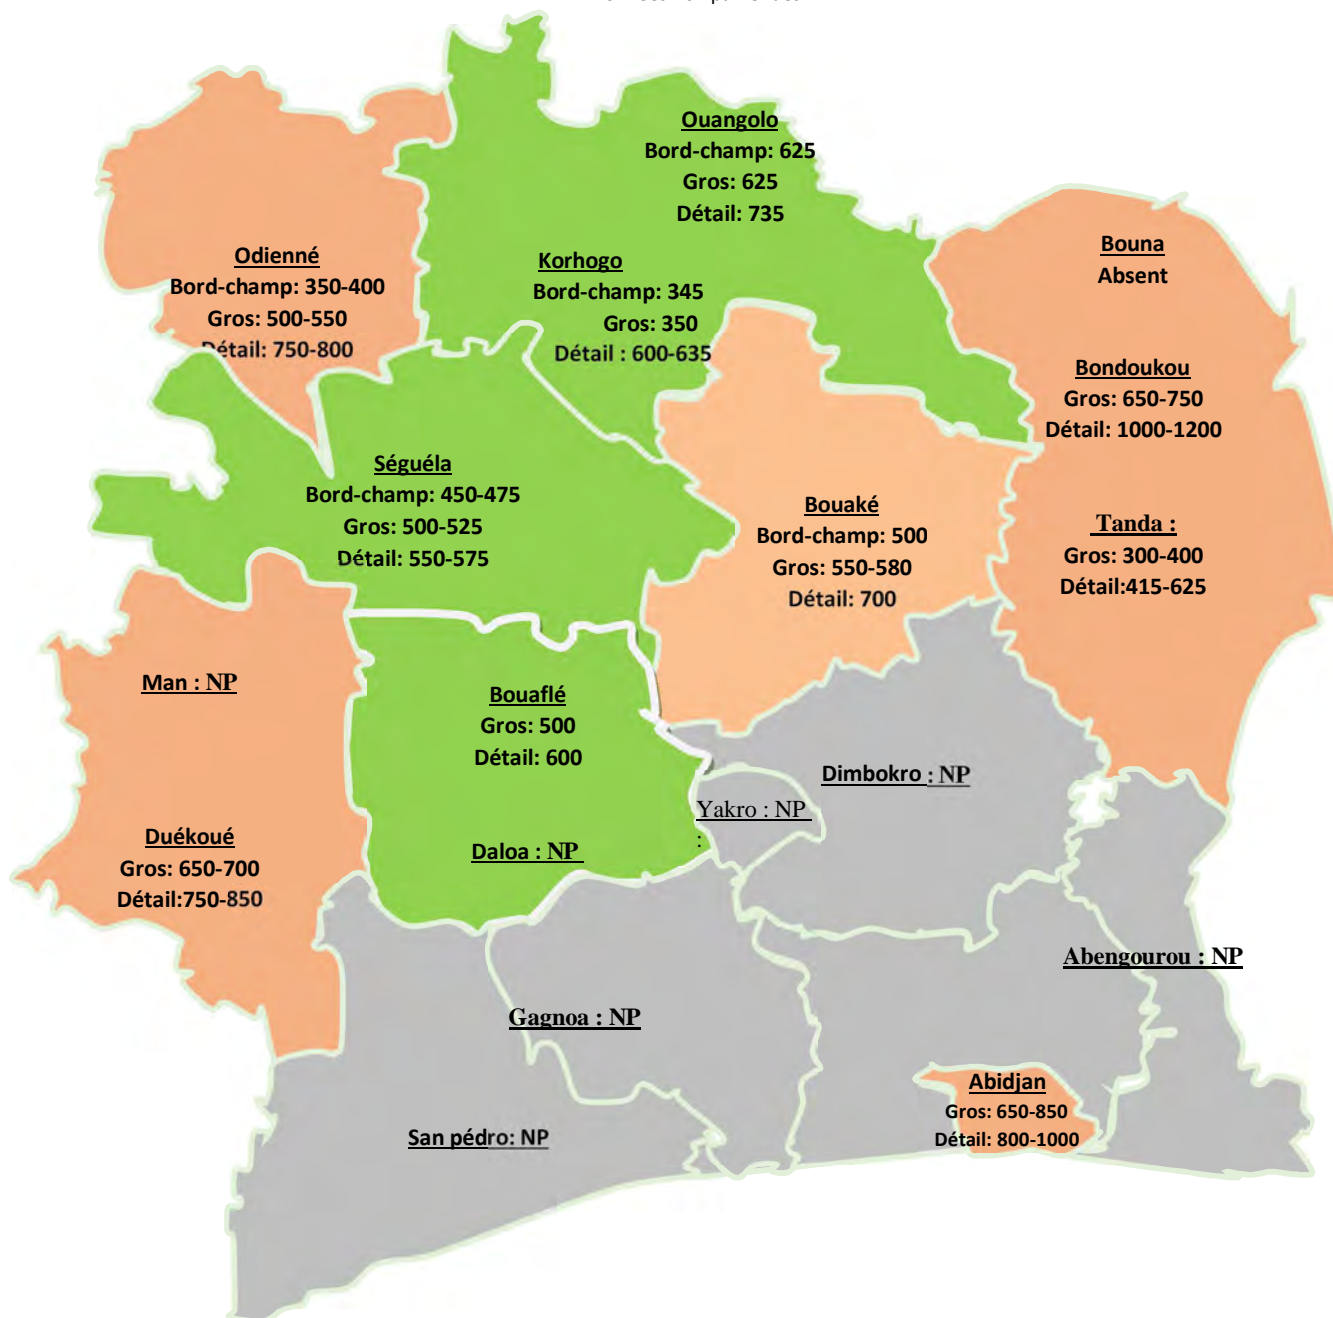 Ouangolo
Bord-champ: 625
Gros: 625
Détail: 735
Odienné
Bord-champ: 350-400
Gros: 500-550
Détail: 750-800
Korhogo
Bord-champ: 345
Gros: 350
Détail : 600-635
Bouna
Absent
Bondoukou
Gros: 650-750
Détail: 1000-1200
Séguéla
Bord-champ: 450-475
Gros: 500-525
Détail: 550-575
Bouaké
Bord-champ: 500
Gros: 550-580
Détail: 700
Tanda :
Gros: 300-400
Détail:415-625
Man : NP
Bouaflé
Gros: 500
Détail: 600
Dimbokro : NP
Yakro : NP
:
Duékoué
Gros: 650-700
Détail:750-850
Daloa : NP
Abengourou : NP
Gagnoa : NP
Abidjan
Gros: 650-850
Détail: 800-1000
San pédro: NP